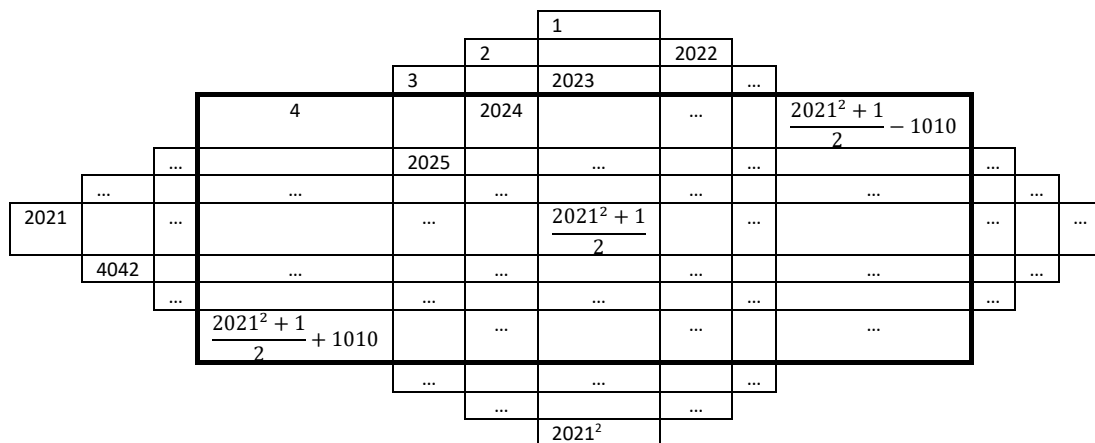 1
2 2022
3 2023 ...
4 2024 ... (2021² + 1)/2 − 1010
... 2025 ... ... ...
... ... ... ... ... ...
2021 ... ... (2021² + 1)/2 ... ... ...
4042 ... ... ... ... ...
... ... ... ... ...
(2021² + 1)/2 + 1010 ... ... ...
... ... ...
... ...
2021²